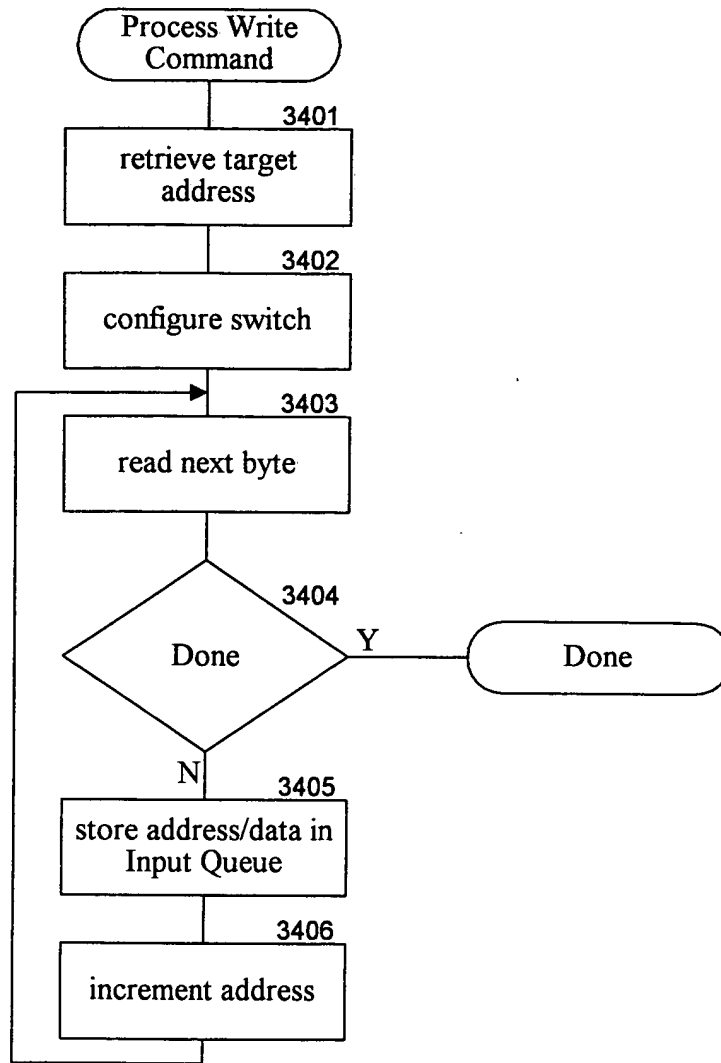 Process Write
Command
3401
retrieve target
address
3402
configure switch
3403
read next byte
3404
Done
Y
Done
N
3405
store address/data in
Input Queue
3406
increment address